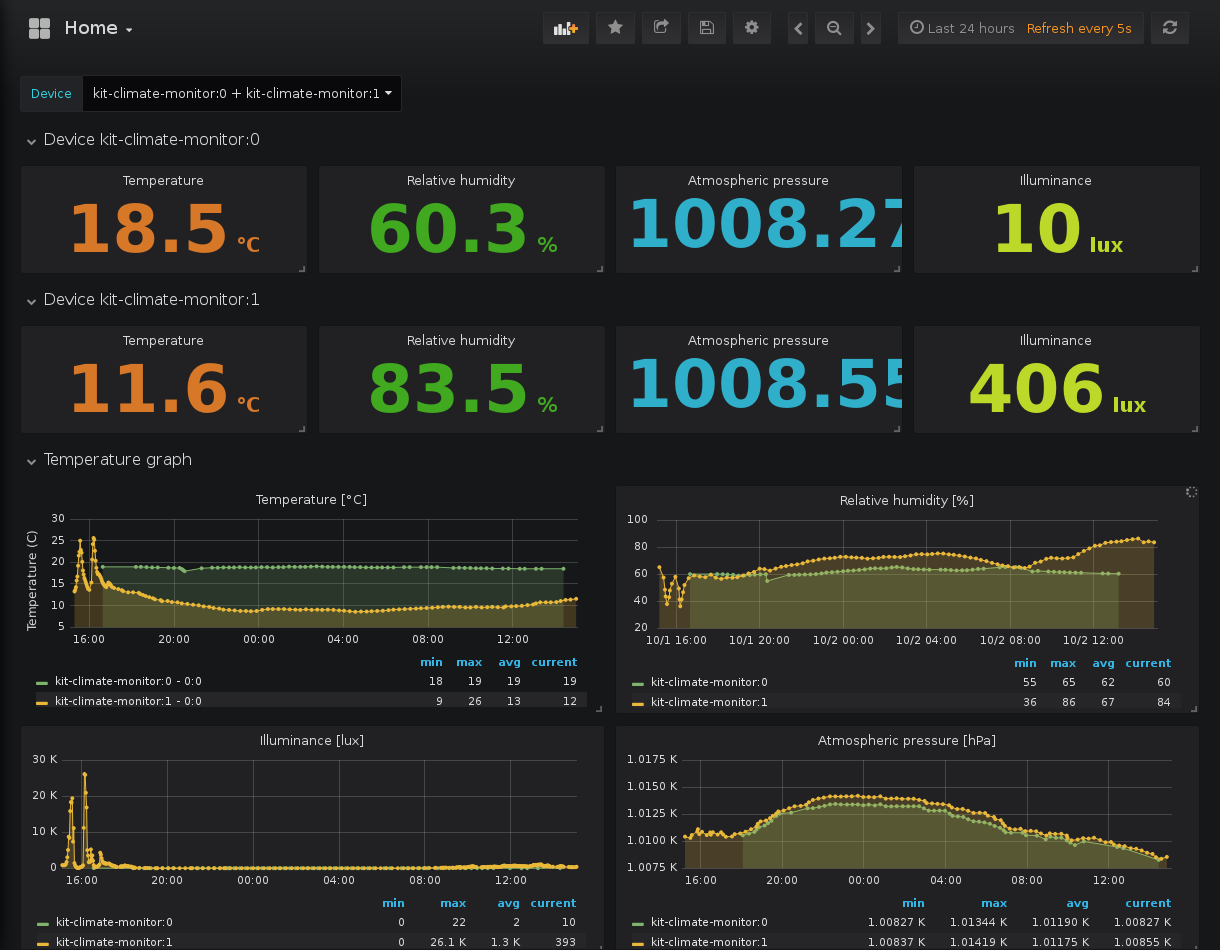 Home
Last 24 hours Refresh every 5s
Device kit-climate-monitor:0 + kit-climate-monitor:1
Device kit-climate-monitor:0
Temperature Relative humidity Atmospheric pressure Illuminance
18.5 °C 60.3 % 1008.27 10 lux
Device kit-climate-monitor:1
Temperature Relative humidity Atmospheric pressure Illuminance
11.6 °C 83.5 % 1008.55 406 lux
Temperature graph
Temperature [°C]
Temperature (C)
30
25
20
15
10
5
16:00 20:00 00:00 04:00 08:00 12:00
min max avg current
kit-climate-monitor:0 - 0:0 18 19 19 19
kit-climate-monitor:1 - 0:0 9 26 13 12
Relative humidity [%]
100
80
60
40
20
10/1 16:00 10/1 20:00 10/2 00:00 10/2 04:00 10/2 08:00 10/2 12:00
min max avg current
kit-climate-monitor:0 55 65 62 60
kit-climate-monitor:1 36 86 67 84
Illuminance [lux]
30 K
20 K
10 K
0
16:00 20:00 00:00 04:00 08:00 12:00
min max avg current
kit-climate-monitor:0 0 22 2 10
kit-climate-monitor:1 0 26.1 K 1.3 K 393
Atmospheric pressure [hPa]
1.0175 K
1.0150 K
1.0125 K
1.0100 K
1.0075 K
16:00 20:00 00:00 04:00 08:00 12:00
min max avg current
kit-climate-monitor:0 1.00827 K 1.01344 K 1.01190 K 1.00827 K
kit-climate-monitor:1 1.00837 K 1.01419 K 1.01175 K 1.00855 K